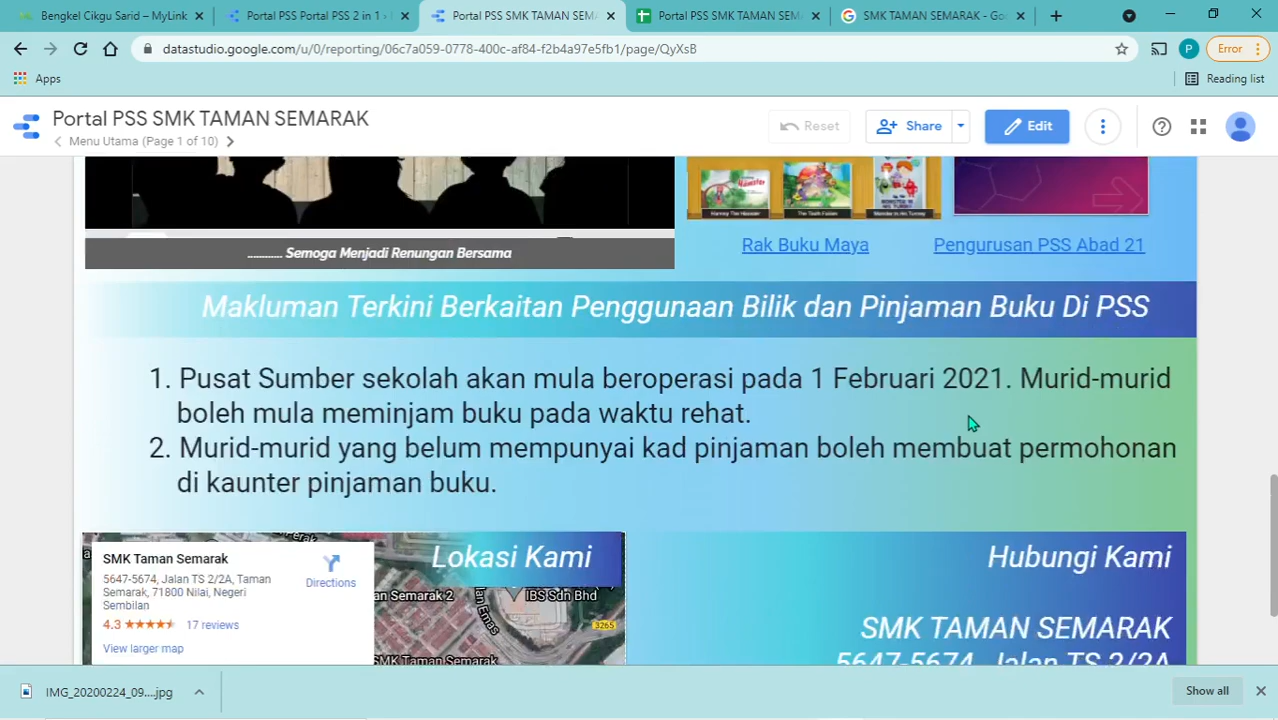 Bengkel Cikgu Sarid – MyLink
Portal PSS Portal PSS 2 in 1 ›
Portal PSS SMK TAMAN SEM
Portal PSS SMK TAMAN SEM
SMK TAMAN SEMARAK - Go
datastudio.google.com/u/0/reporting/06c7a059-0778-400c-af84-f2b4a97e5fb1/page/QyXsB
P
Error
Apps
Reading list
Portal PSS SMK TAMAN SEMARAK
Menu Utama (Page 1 of 10)
Reset
Share
Edit
............ Semoga Menjadi Renungan Bersama
Rak Buku Maya
Pengurusan PSS Abad 21
Makluman Terkini Berkaitan Penggunaan Bilik dan Pinjaman Buku Di PSS
1. Pusat Sumber sekolah akan mula beroperasi pada 1 Februari 2021. Murid-murid
boleh mula meminjam buku pada waktu rehat.
2. Murid-murid yang belum mempunyai kad pinjaman boleh membuat permohonan
di kaunter pinjaman buku.
SMK Taman Semarak
5647-5674, Jalan TS 2/2A, Taman
Semarak, 71800 Nilai, Negeri
Sembilan
4.3
17 reviews
View larger map
Directions
Lokasi Kami
IBS Sdn Bhd
3265
Hubungi Kami
SMK TAMAN SEMARAK
5647-5674, Jalan TS 2/2A
IMG_20200224_09....jpg
Show all